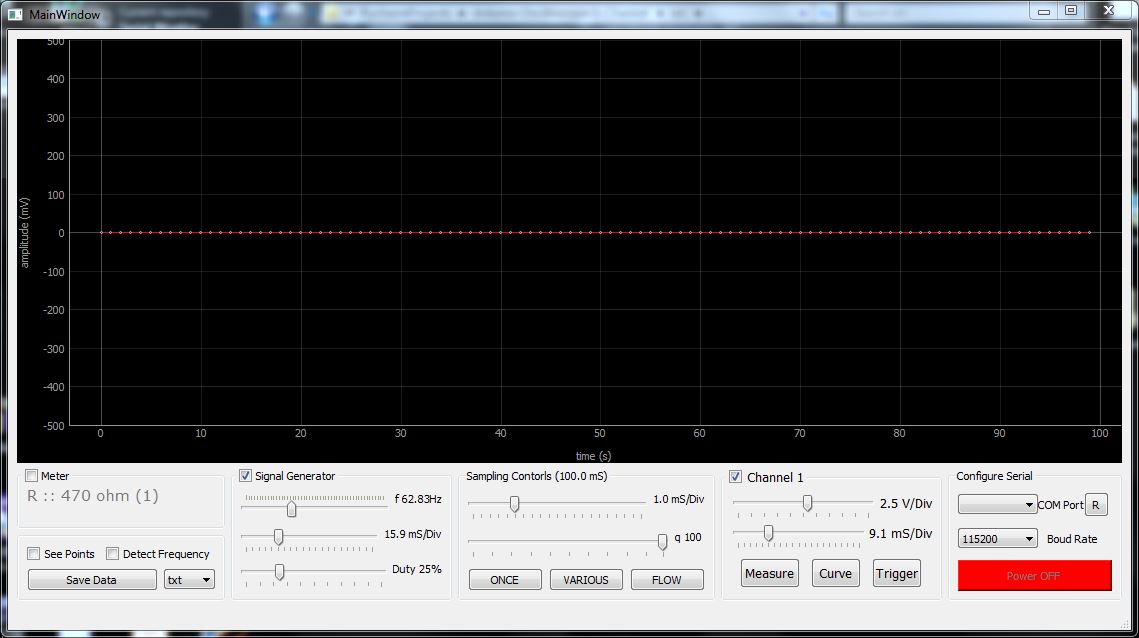 MainWindow
500
400
300
200
100
0
-100
-200
-300
-400
-500
amplitude (mV)
0 10 20 30 40 50 60 70 80 90 100
time (s)
Meter
R :: 470 ohm (1)
See Points Detect Frequency
Save Data txt
Signal Generator
f 62.83Hz
15.9 mS/Div
Duty 25%
Sampling Contorls (100.0 mS)
1.0 mS/Div
q 100
ONCE VARIOUS FLOW
Channel 1
2.5 V/Div
9.1 mS/Div
Measure Curve Trigger
Configure Serial
COM Port R
115200 Boud Rate
Power OFF